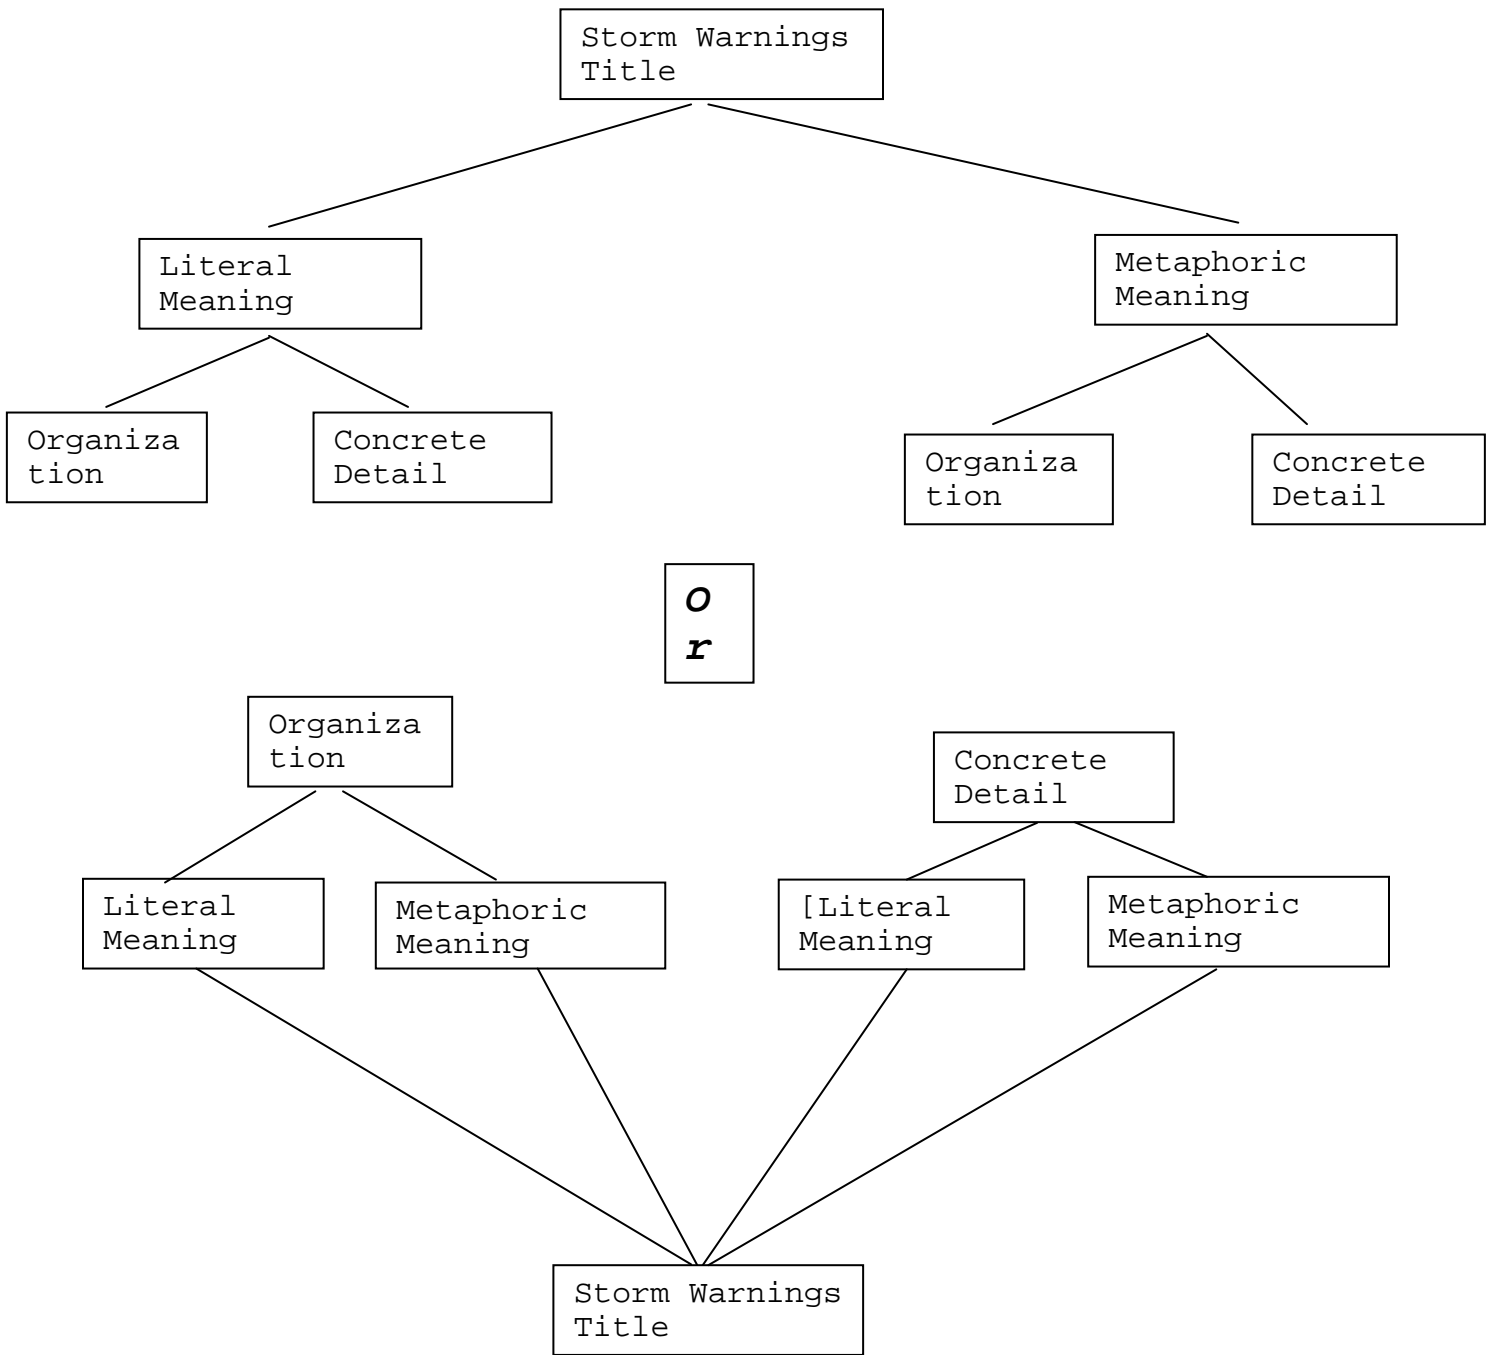 Storm Warnings
Title
Literal
Meaning
Metaphoric
Meaning
Organiza
tion
Concrete
Detail
Organiza
tion
Concrete
Detail
O
r
Organiza
tion
Concrete
Detail
Literal
Meaning
Metaphoric
Meaning
[Literal
Meaning
Metaphoric
Meaning
Storm Warnings
Title